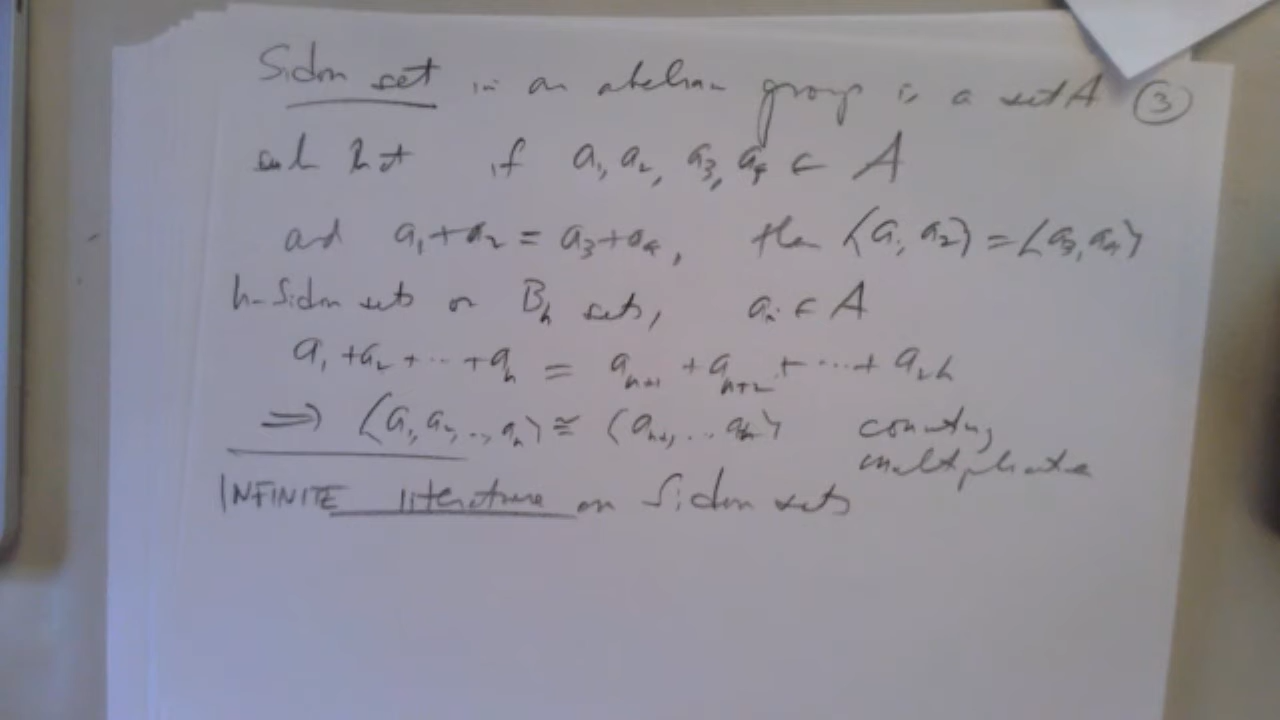 Sidon set in an abelian group is a set A ③
such that if a₁, a₂, a₃, a₄ ∈ A
and a₁+a₂ = a₃+a₄, then {a₁, a₂} = {a₃, a₄}
h-Sidon sets or Bₕ sets, aᵢ ∈ A
a₁ + a₂ + ··· + aₕ = aₕ₊₁ + aₕ₊₂ + ··· + a₂ₕ
⇒ {a₁, a₂, .., aₕ} ≅ {aₕ₊₁, ... a₂ₕ} counting
multiplicities
INFINITE literature on Sidon sets